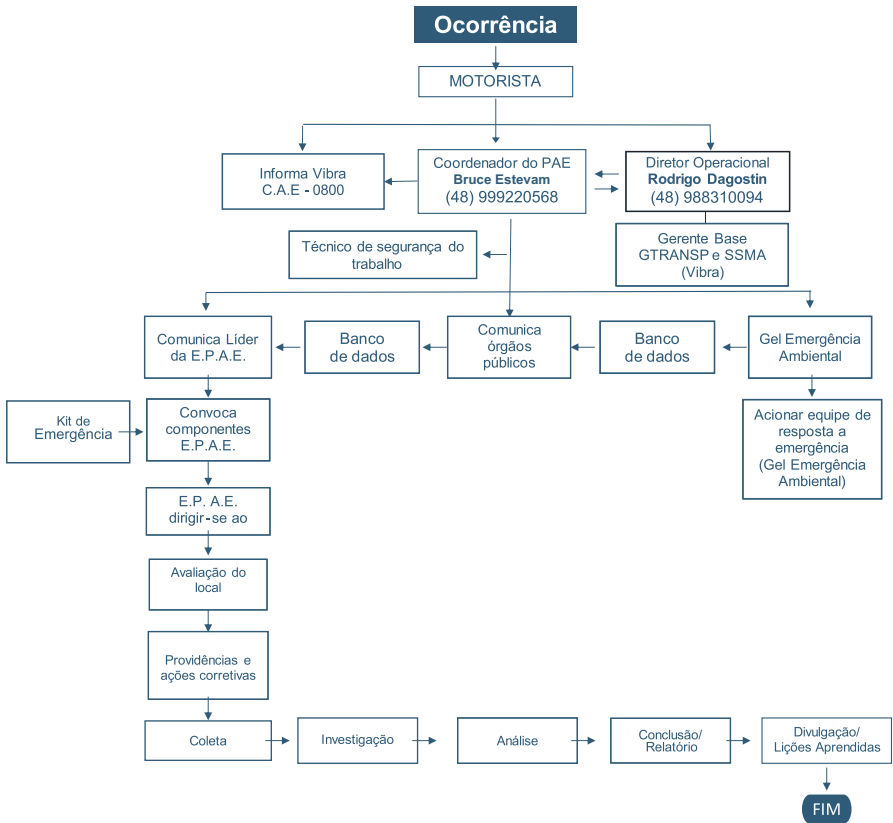 Ocorrência
MOTORISTA
Informa Vibra
C.A.E - 0800
Coordenador do PAE
Bruce Estevam
(48) 999220568
Diretor Operacional
Rodrigo Dagostin
(48) 988310094
Técnico de segurança do
trabalho
Gerente Base
GTRANSP e SSMA
(Vibra)
Comunica Líder
da E.P.A.E.
Banco
de dados
Comunica
órgãos
públicos
Banco
de dados
Gel Emergência
Ambiental
Kit de
Emergência
Convoca
componentes
E.P.A.E.
Acionar equipe de
resposta a
emergência
(Gel Emergência
Ambiental)
E.P. A.E.
dirigir-se ao
Avaliação do
local
Providências e
ações corretivas
Coleta
Investigação
Análise
Conclusão/
Relatório
Divulgação/
Lições Aprendidas
FIM